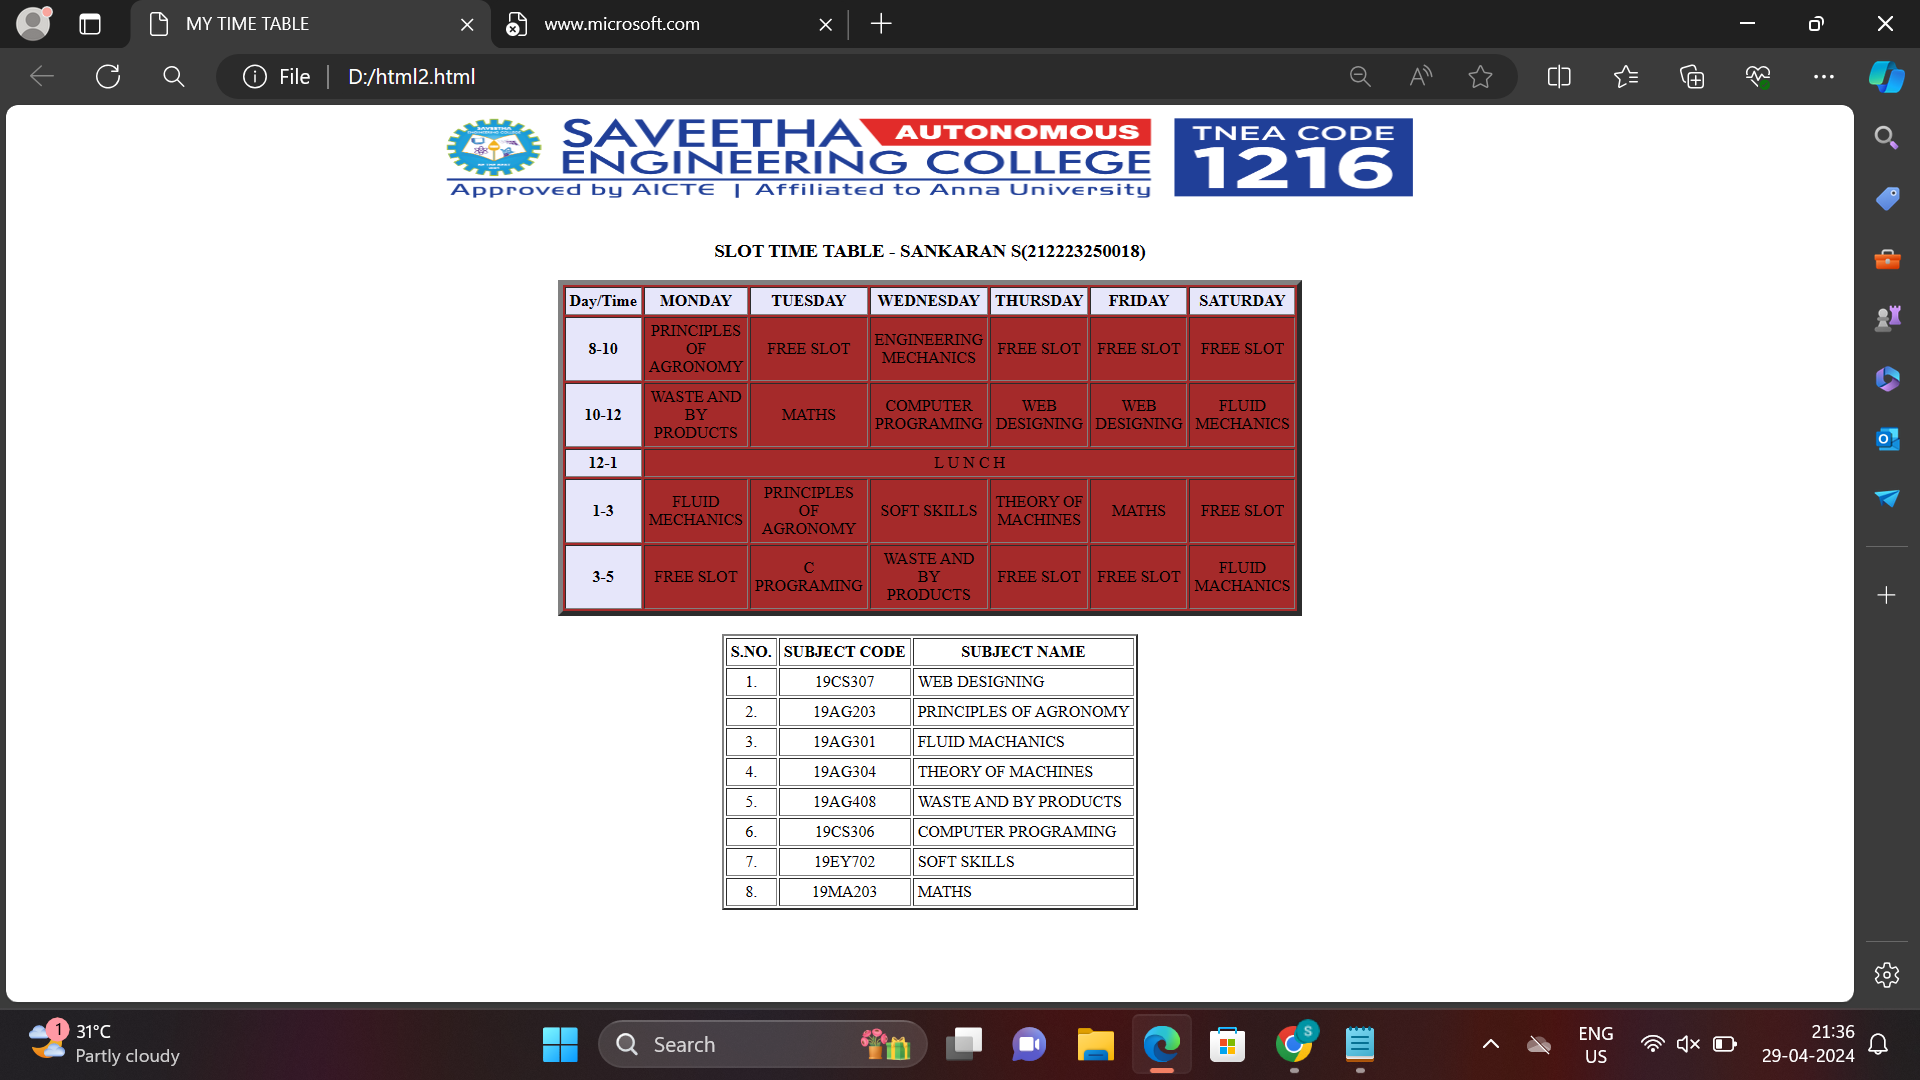 MY TIME TABLE
www.microsoft.com
File
D:/html2.html
SAVEETHA AUTONOMOUS
ENGINEERING COLLEGE
Approved by AICTE | Affiliated to Anna University
TNEA CODE
1216
SLOT TIME TABLE - SANKARAN S(212223250018)
Day/Time MONDAY TUESDAY WEDNESDAY THURSDAY FRIDAY SATURDAY
8-10 PRINCIPLES OF AGRONOMY FREE SLOT ENGINEERING MECHANICS FREE SLOT FREE SLOT FREE SLOT
10-12 WASTE AND BY PRODUCTS MATHS COMPUTER PROGRAMING WEB DESIGNING WEB DESIGNING FLUID MECHANICS
12-1 L U N C H
1-3 FLUID MECHANICS PRINCIPLES OF AGRONOMY SOFT SKILLS THEORY OF MACHINES MATHS FREE SLOT
3-5 FREE SLOT C PROGRAMING WASTE AND BY PRODUCTS FREE SLOT FREE SLOT FLUID MACHANICS
S.NO. SUBJECT CODE SUBJECT NAME
1. 19CS307 WEB DESIGNING
2. 19AG203 PRINCIPLES OF AGRONOMY
3. 19AG301 FLUID MACHANICS
4. 19AG304 THEORY OF MACHINES
5. 19AG408 WASTE AND BY PRODUCTS
6. 19CS306 COMPUTER PROGRAMING
7. 19EY702 SOFT SKILLS
8. 19MA203 MATHS
1
31°C
Partly cloudy
Search
S
ENG
US
21:36
29-04-2024